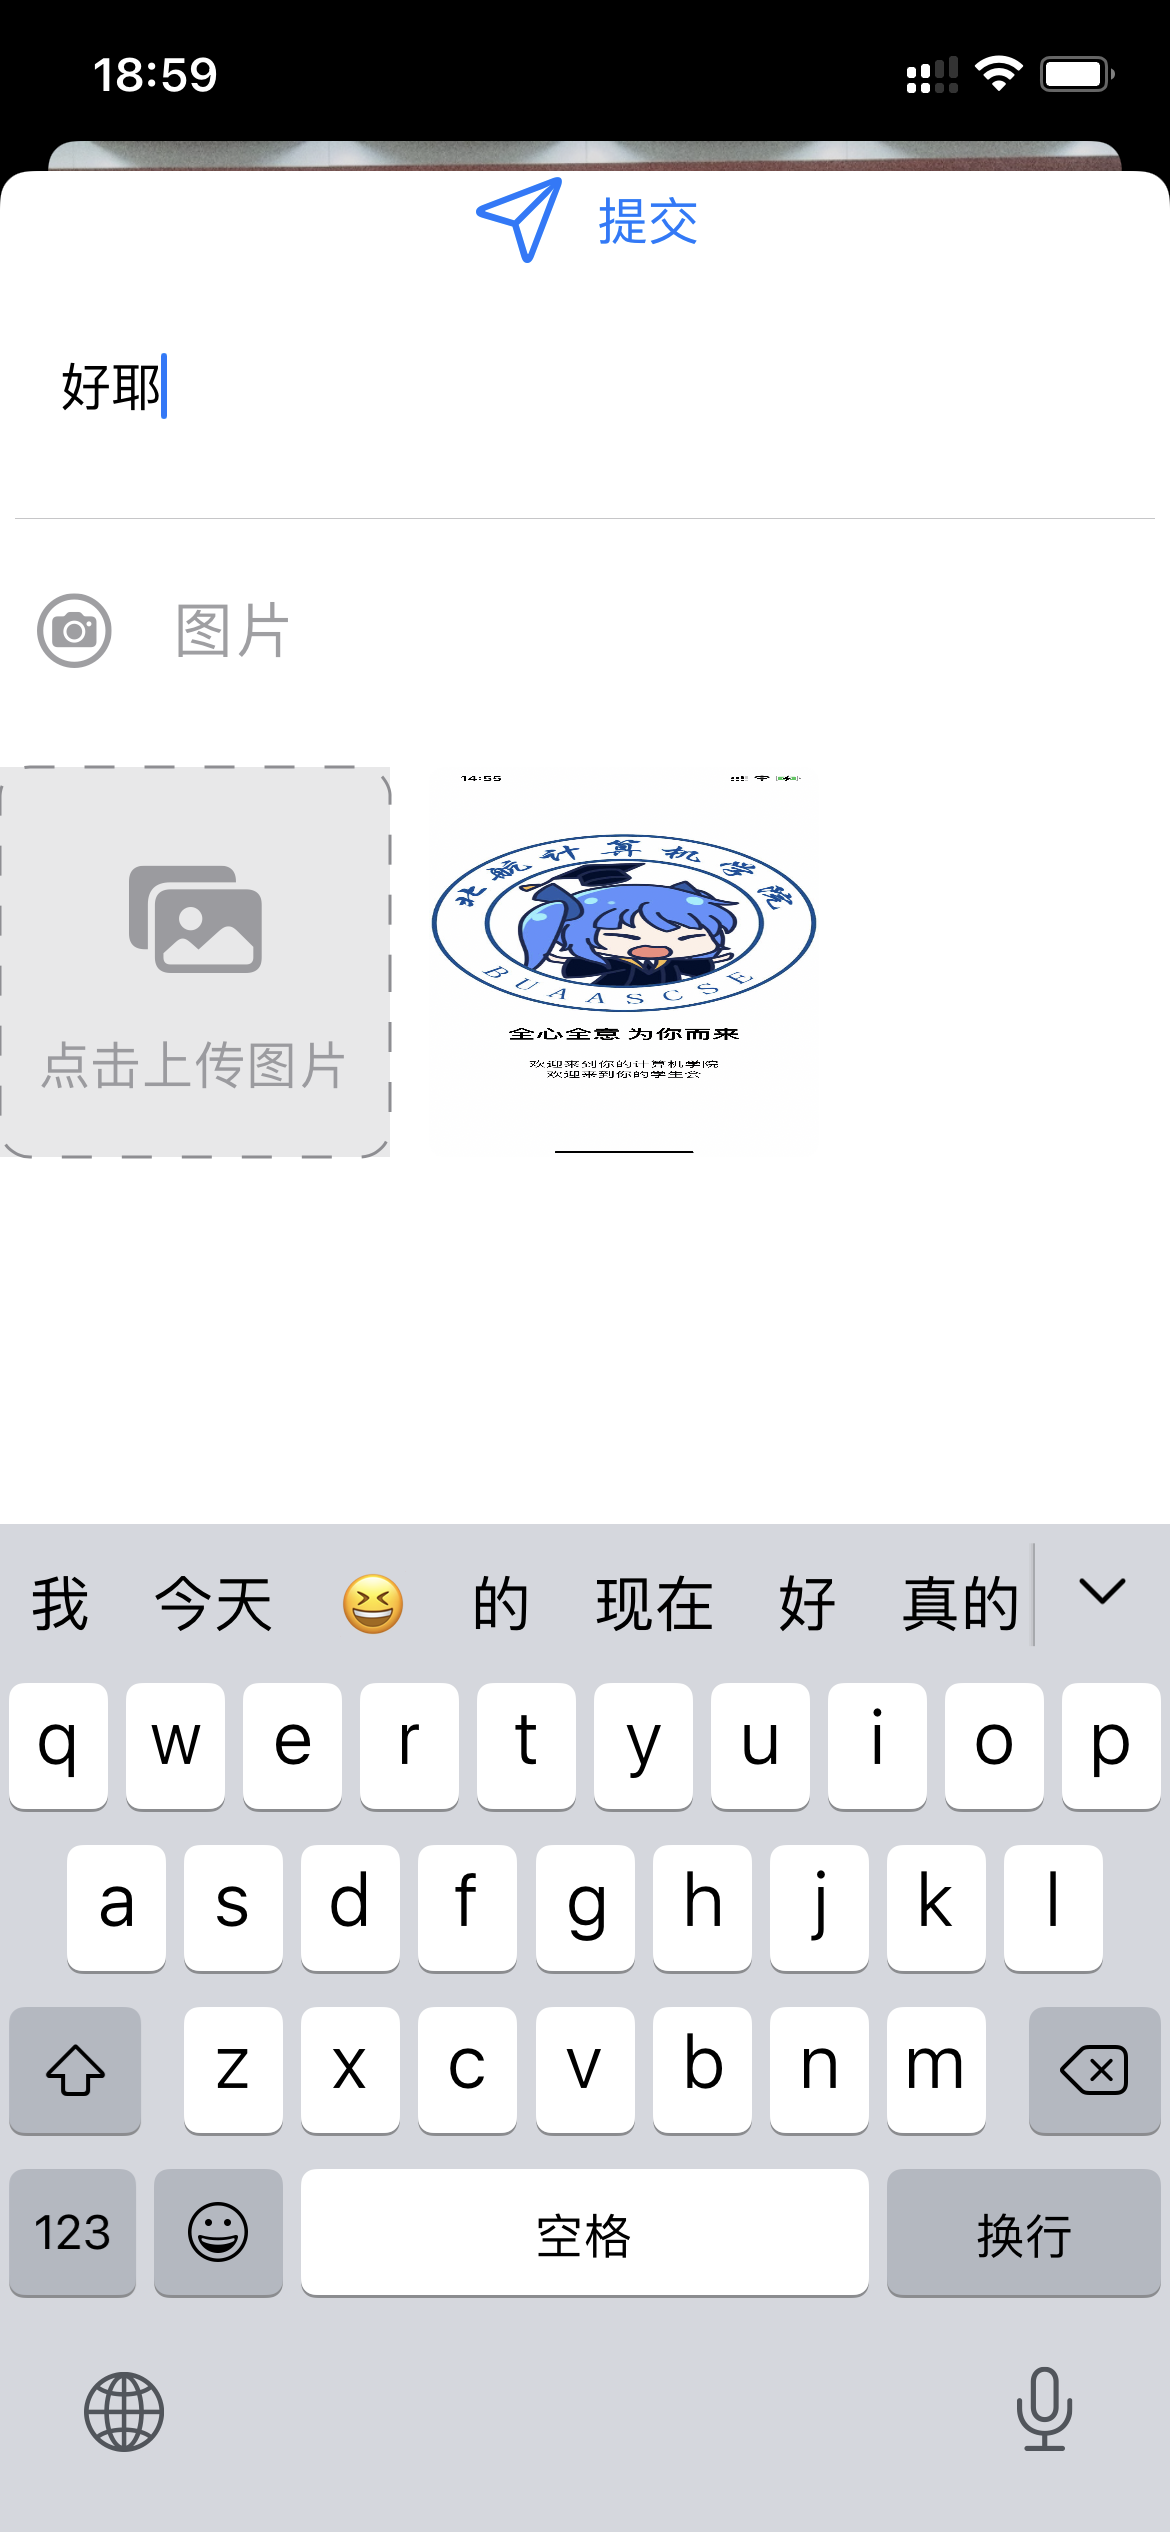 18:59
提交
好耶
图片
点击上传图片
14:55
北航计算机学院
BUAASCSE
全心全意 为你而来
欢迎来到你的计算机学院
欢迎来到你的学生会
我 今天 😆 的 现在 好 真的
q w e r t y u i o p
a s d f g h j k l
z x c v b n m
123 空格 换行